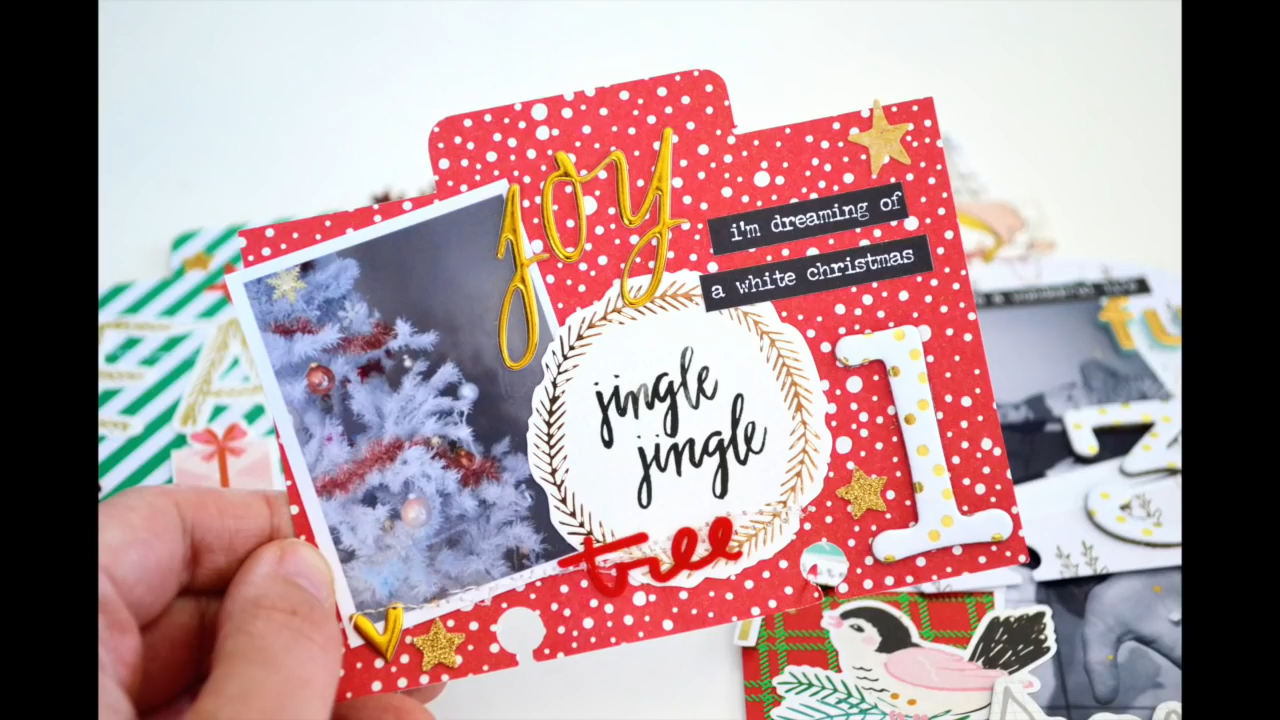 joy
i'm dreaming of
a white christmas
jingle
jingle
1
tree